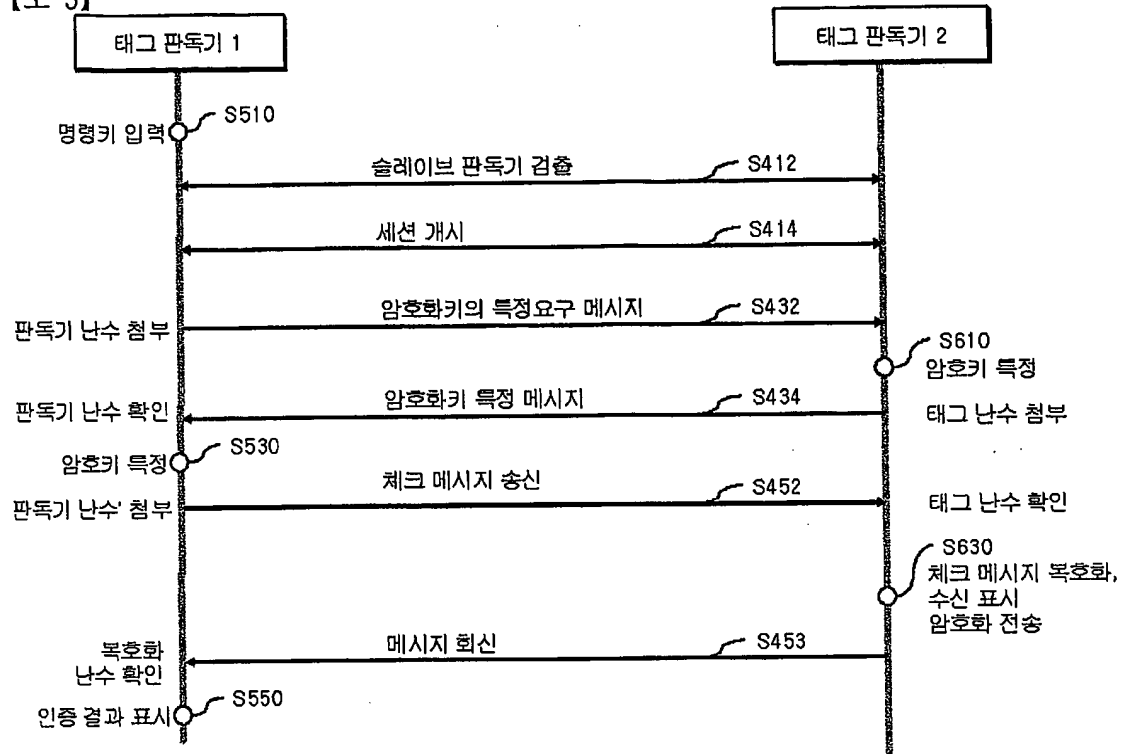 태그 판독기 1
태그 판독기 2
S510
명령키 입력
슬레이브 판독기 검출
S412
세션 개시
S414
암호화키의 특정요구 메시지
S432
판독기 난수 첨부
S610
암호키 특정
암호화키 특정 메시지
S434
판독기 난수 확인
태그 난수 첨부
S530
암호키 특정
체크 메시지 송신
S452
판독기 난수' 첨부
태그 난수 확인
S630
체크 메시지 복호화,
수신 표시
암호화 전송
메시지 회신
S453
복호화
난수 확인
S550
인증 결과 표시